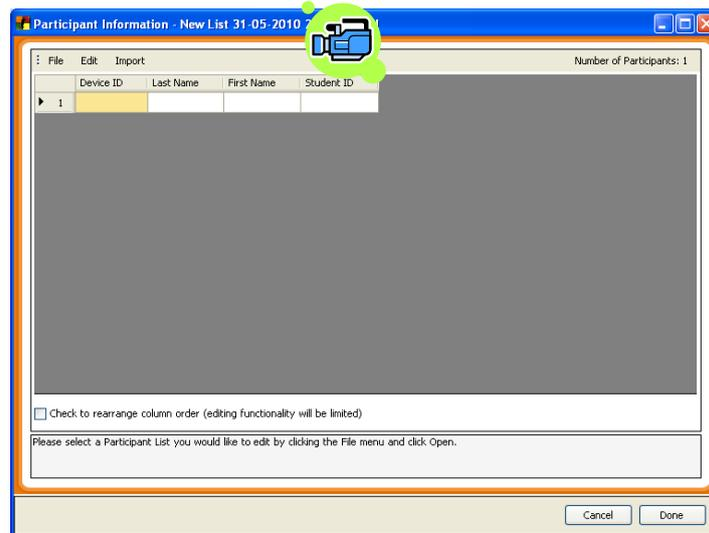 Participant Information - New List 31-05-2010
File Edit Import Number of Participants: 1
Device ID Last Name First Name Student ID
1
Check to rearrange column order (editing functionality will be limited)
Please select a Participant List you would like to edit by clicking the File menu and click Open.
Cancel Done